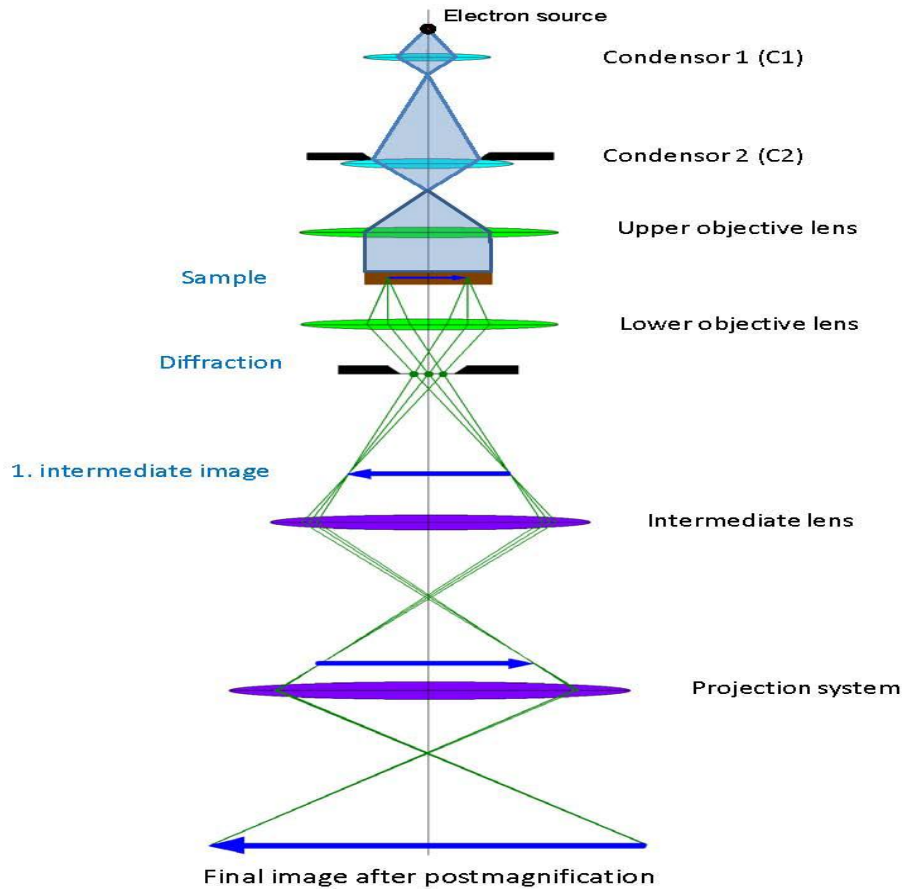 Electron source
Condensor 1 (C1)
Condensor 2 (C2)
Upper objective lens
Sample
Lower objective lens
Diffraction
1. intermediate image
Intermediate lens
Projection system
Final image after postmagnification